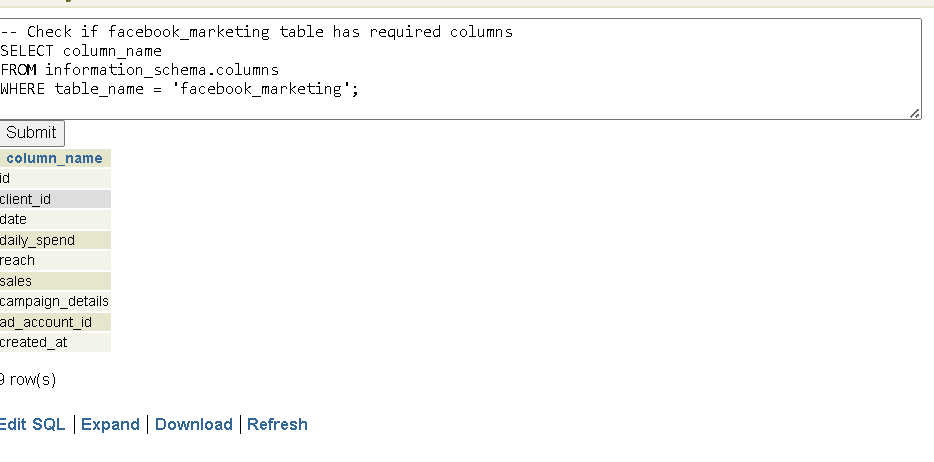 -- Check if facebook_marketing table has required columns
SELECT column_name
FROM information_schema.columns
WHERE table_name = 'facebook_marketing';
Submit
column_name
id
client_id
date
daily_spend
reach
sales
campaign_details
ad_account_id
created_at
9 row(s)
Edit SQL | Expand | Download | Refresh